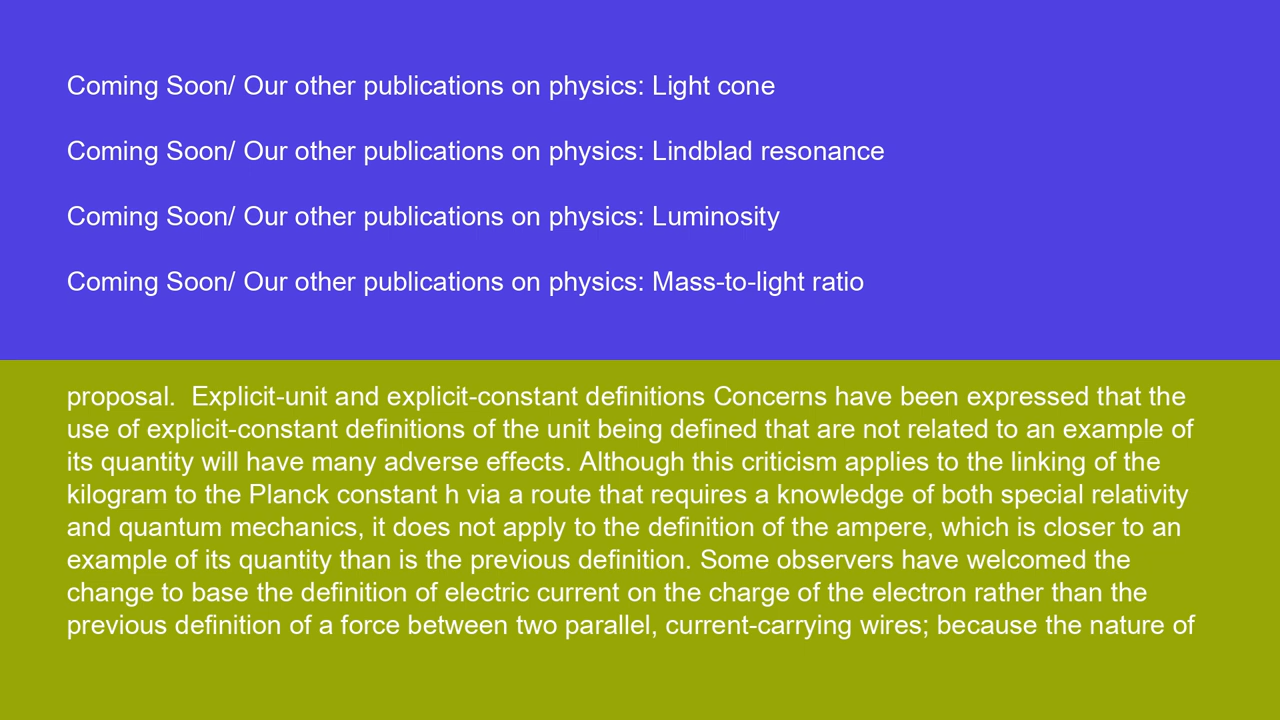 Coming Soon/ Our other publications on physics: Light cone
Coming Soon/ Our other publications on physics: Lindblad resonance
Coming Soon/ Our other publications on physics: Luminosity
Coming Soon/ Our other publications on physics: Mass-to-light ratio
proposal.  Explicit-unit and explicit-constant definitions Concerns have been expressed that the
use of explicit-constant definitions of the unit being defined that are not related to an example of
its quantity will have many adverse effects. Although this criticism applies to the linking of the
kilogram to the Planck constant h via a route that requires a knowledge of both special relativity
and quantum mechanics, it does not apply to the definition of the ampere, which is closer to an
example of its quantity than is the previous definition. Some observers have welcomed the
change to base the definition of electric current on the charge of the electron rather than the
previous definition of a force between two parallel, current-carrying wires; because the nature of